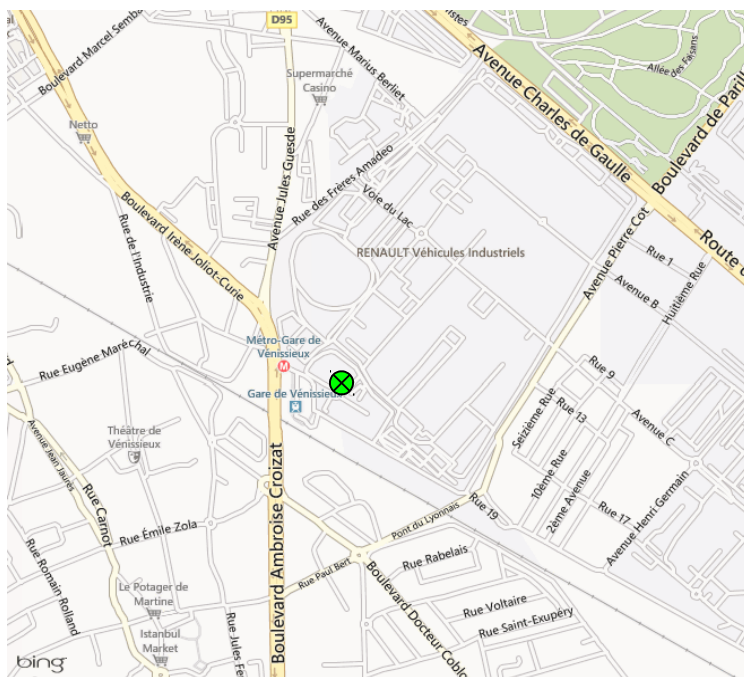 D95
Boulevard Marcel Semba
Avenue Marius Berliet
istes
Avenue Charles de Gaulle
Allée des Faisans
Boulevard de Parill
Supermarché
Casino
Netto
Avenue Jules Guesde
Rue des Frères Amadeo
Voie du Lac
Boulevard Irène Joliot-Curie
Rue de l'Industrie
RENAULT Véhicules Industriels
Avenue Pierre Cot
Route d
Rue 1
Avenue B
Huitième Rue
Métro-Gare de
Vénissieux
M
Rue Eugène Maréchal
Gare de Vénissieux
Rue 9
Rue 13
Avenue C
Seizième Rue
Théâtre de
Vénissieux
Avenue Jean Jaurès
Rue Carnot
Boulevard Ambroise Croizat
10ème Rue
2ème Avenue
Rue 17
Rue 19
Avenue Henri Germain
Rue Émile Zola
Pont du Lyonnais
Rue Paul Bert
Rue Rabelais
Rue Romain Rolland
Le Potager de
Martine
Boulevard Docteur Coblo
Rue Voltaire
Rue Saint-Exupéry
Istanbul
Market
Rue Jules Fe
bing